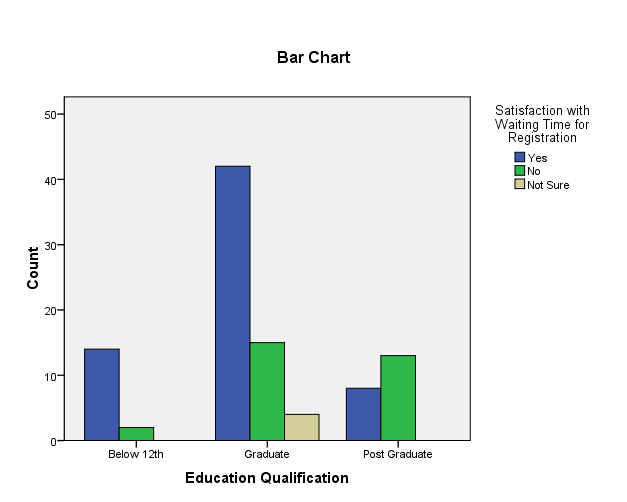 Bar Chart
Satisfaction with
Waiting Time for
Registration
Yes
No
Not Sure
50
40
30
20
10
0
Count
Below 12th
Graduate
Post Graduate
Education Qualification